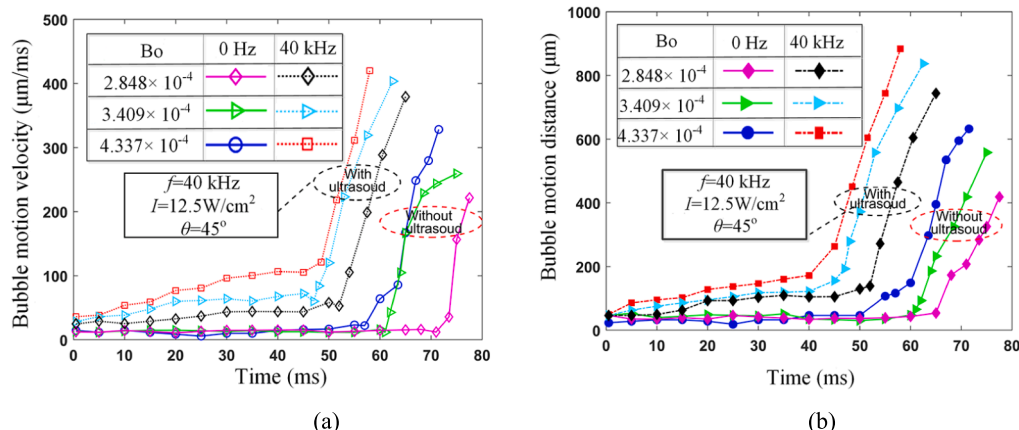 500
400
300
200
100
0
0 10 20 30 40 50 60 70 80
Bubble motion velocity (μm/ms)
Time (ms)
Bo 0 Hz 40 kHz
2.848× 10⁻⁴
3.409× 10⁻⁴
4.337× 10⁻⁴
f=40 kHz
I=12.5W/cm²
θ=45°
With
ultrasoud
Without
ultrasoud
(a)
1000
800
600
400
200
0
0 10 20 30 40 50 60 70 80
Bubble motion distance (μm)
Time (ms)
Bo 0 Hz 40 kHz
2.848× 10⁻⁴
3.409× 10⁻⁴
4.337× 10⁻⁴
f=40 kHz
I=12.5W/cm²
θ=45°
With
ultrasoud
Without
ultrasoud
(b)